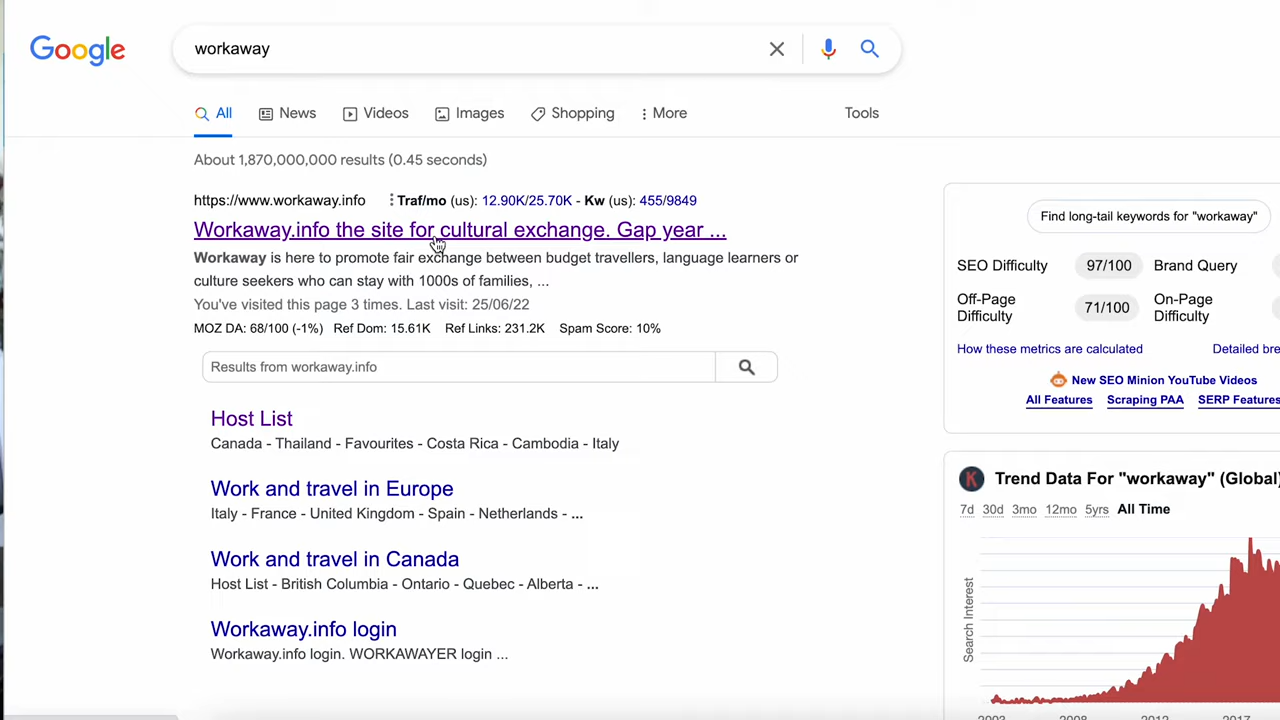 Google
workaway
All News Videos Images Shopping More Tools
About 1,870,000,000 results (0.45 seconds)
https://www.workaway.info Traf/mo (us): 12.90K/25.70K - Kw (us): 455/9849
Workaway.info the site for cultural exchange. Gap year ...
Workaway is here to promote fair exchange between budget travellers, language learners or
culture seekers who can stay with 1000s of families, ...
You've visited this page 3 times. Last visit: 25/06/22
MOZ DA: 68/100 (-1%) Ref Dom: 15.61K Ref Links: 231.2K Spam Score: 10%
Results from workaway.info
Host List
Canada - Thailand - Favourites - Costa Rica - Cambodia - Italy
Work and travel in Europe
Italy - France - United Kingdom - Spain - Netherlands - ...
Work and travel in Canada
Host List - British Columbia - Ontario - Quebec - Alberta - ...
Workaway.info login
Workaway.info login. WORKAWAYER login ...
Find long-tail keywords for "workaway"
SEO Difficulty 97/100 Brand Query
Off-Page Difficulty 71/100 On-Page Difficulty
How these metrics are calculated Detailed
New SEO Minion YouTube Videos
All Features Scraping PAA SERP Features
K Trend Data For "workaway" (Global)
7d 30d 3mo 12mo 5yrs All Time
Search Interest
2003 2008 2012 2017